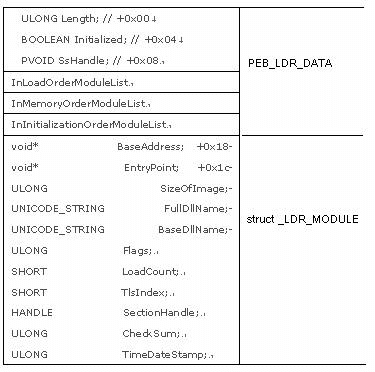 ULONG Length; // +0x00↓
BOOLEAN Initialized; // +0x04↓
PVOID SsHandle; // +0x08.↵
PEB_LDR_DATA
InLoadOrderModuleList.↵
InMemoryOrderModuleList.↵
InInitializationOrderModuleList.↵
void* BaseAddress; +0x18-
void* EntryPoint; +0x1c-
ULONG SizeOfImage;-
UNICODE_STRING FullDllName;-
UNICODE_STRING BaseDllName;-
struct _LDR_MODULE
ULONG Flags;↵
SHORT LoadCount;↵
SHORT TlsIndex;↵
HANDLE SectionHandle;↵
ULONG CheckSum;↵
ULONG TimeDateStamp;↵